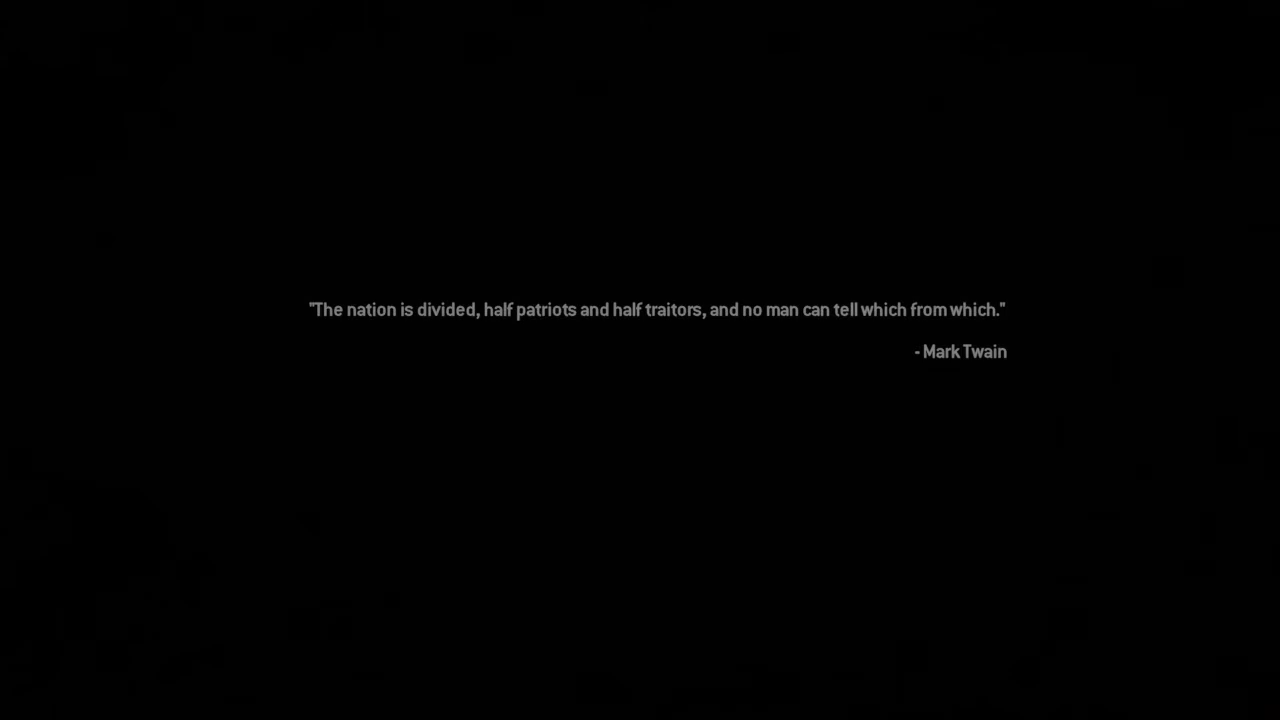 "The nation is divided, half patriots and half traitors, and no man can tell which from which."
- Mark Twain